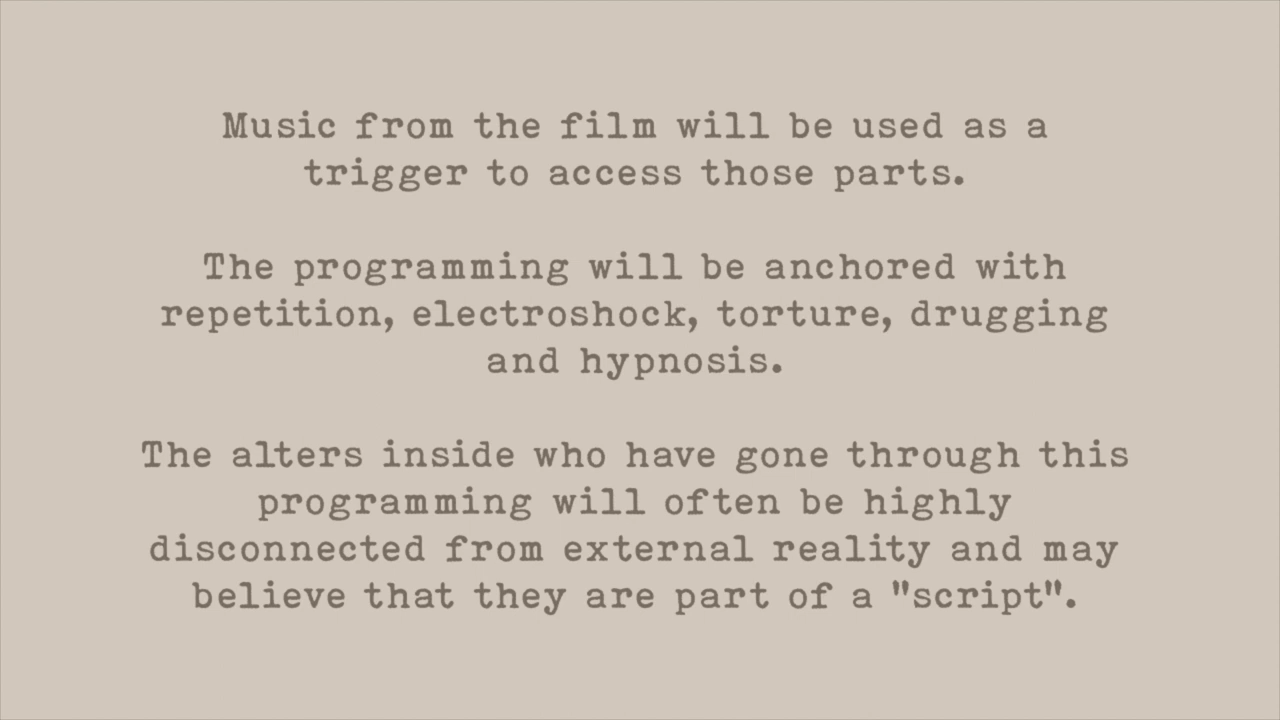 Music from the film will be used as a
trigger to access those parts.
The programming will be anchored with
repetition, electroshock, torture, drugging
and hypnosis.
The alters inside who have gone through this
programming will often be highly
disconnected from external reality and may
believe that they are part of a "script".